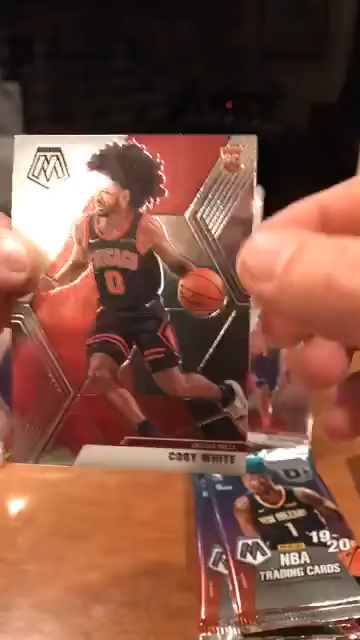 M
RC
CHICAGO
0
CHICAGO BULLS
COBY WHITE
NEW ORLEANS
1
19-
20
M
PANINI
NBA
TRADING CARDS